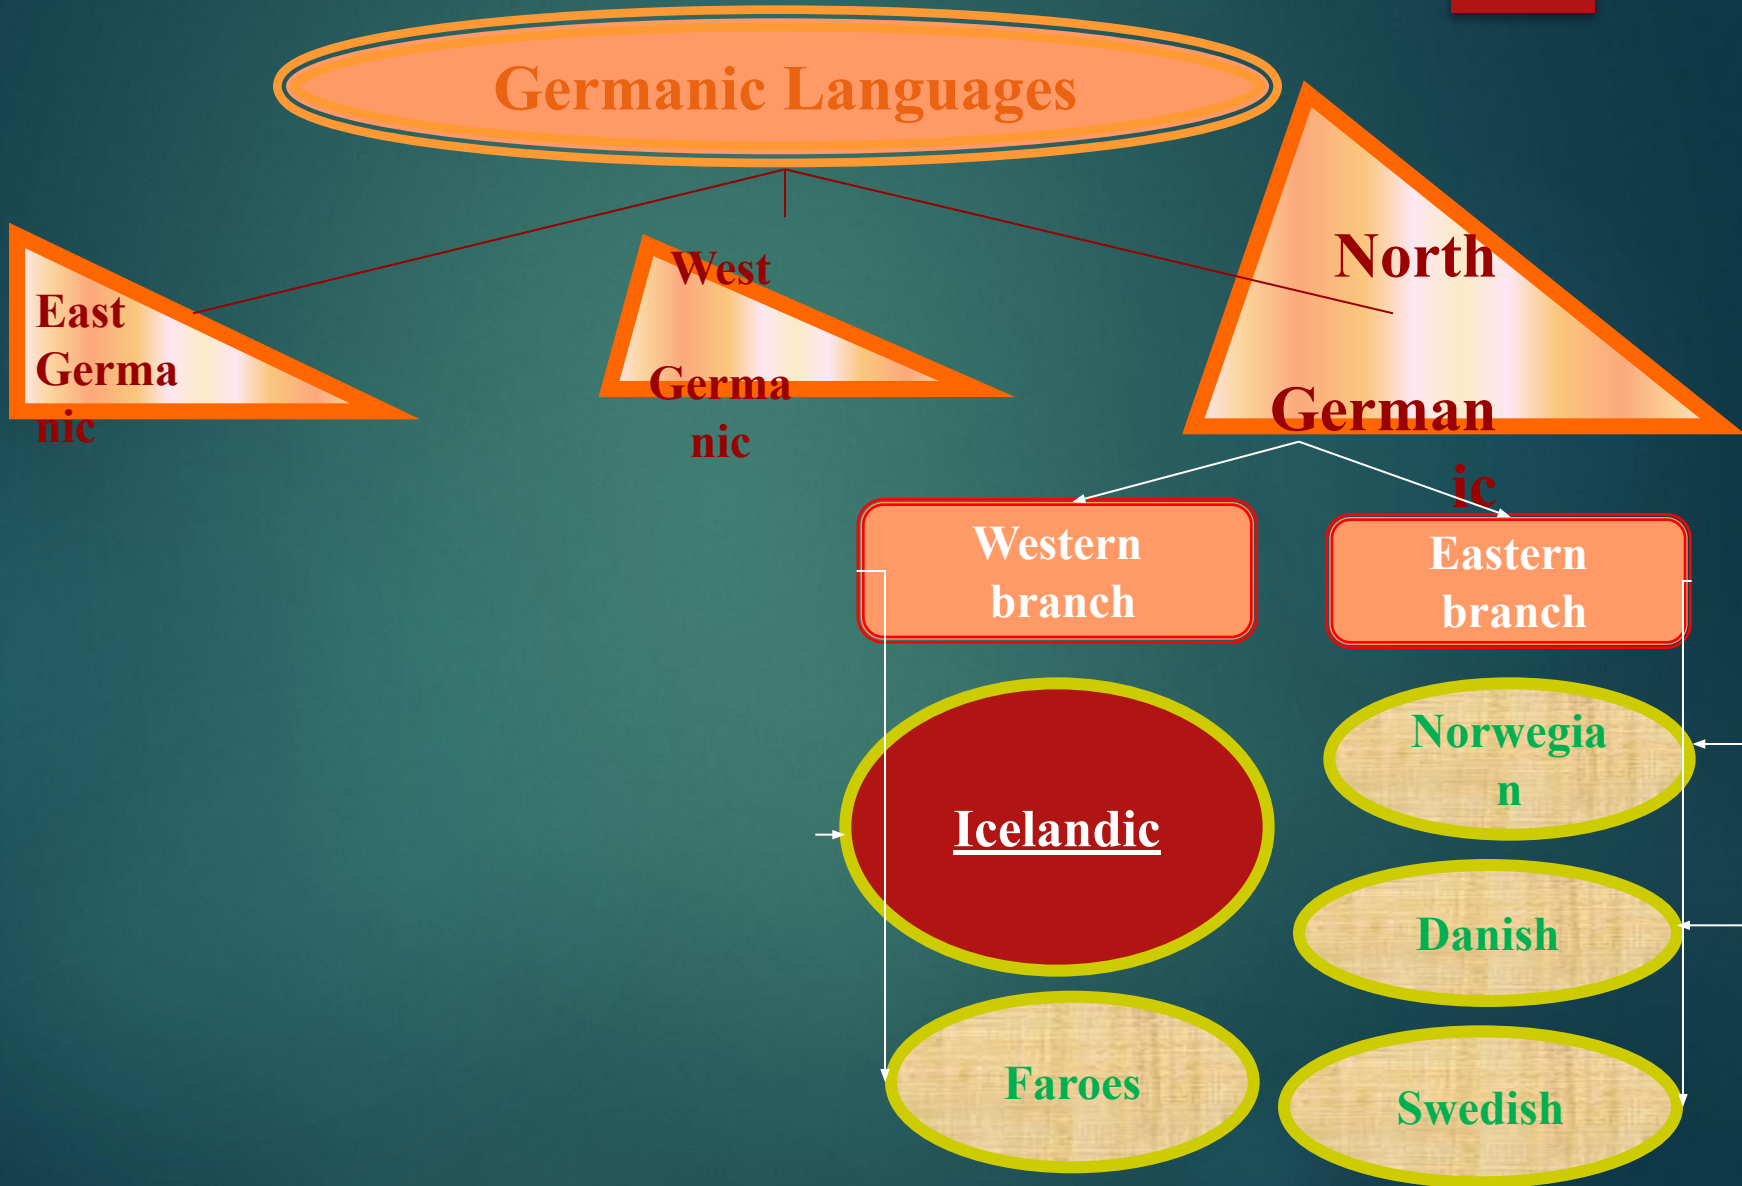 Germanic Languages
East
Germa
nic
West
Germa
nic
North
German
ic
Western
branch
Eastern
branch
Icelandic
Faroes
Norwegia
n
Danish
Swedish